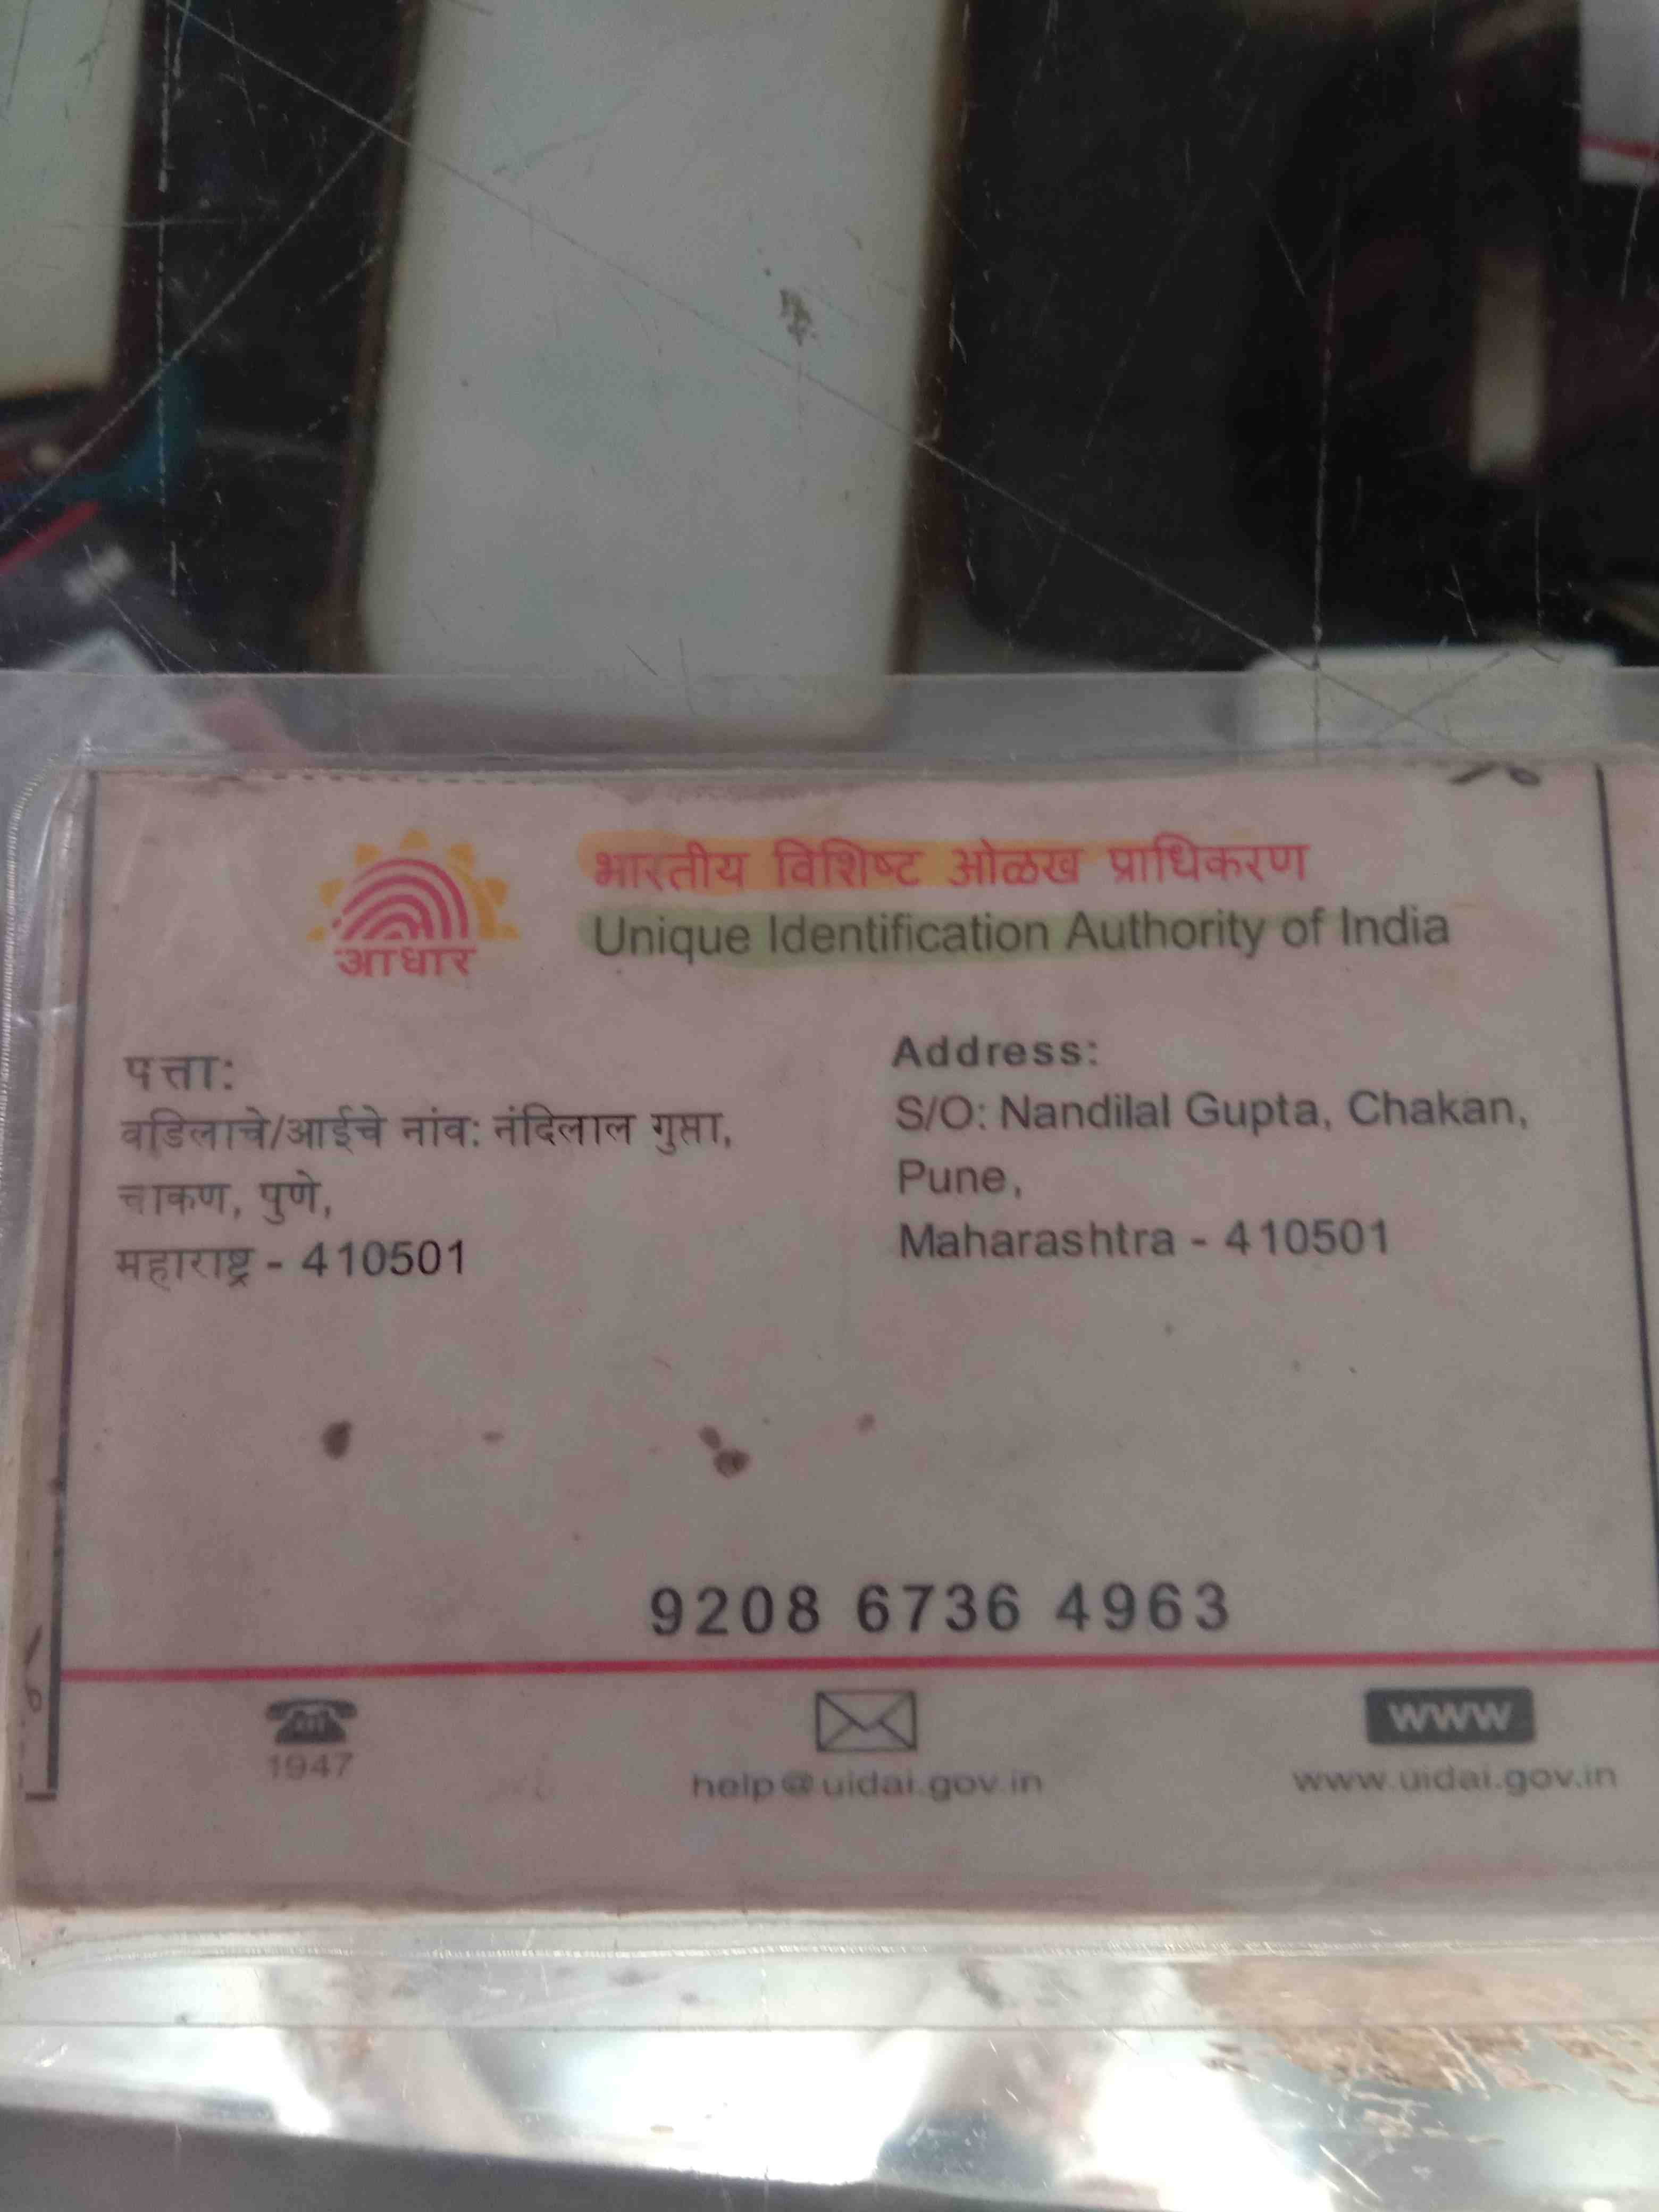 भारतीय विशिष्ट ओळख प्राधिकरण
Unique Identification Authority of India
आधार
पत्ता:
वडिलाचे/आईचे नांव: नंदिलाल गुप्ता,
चाकण, पुणे,
महाराष्ट्र - 410501
Address:
S/O: Nandilal Gupta, Chakan,
Pune,
Maharashtra - 410501
9208 6736 4963
1947
help@uidai.gov.in
www
www.uidai.gov.in